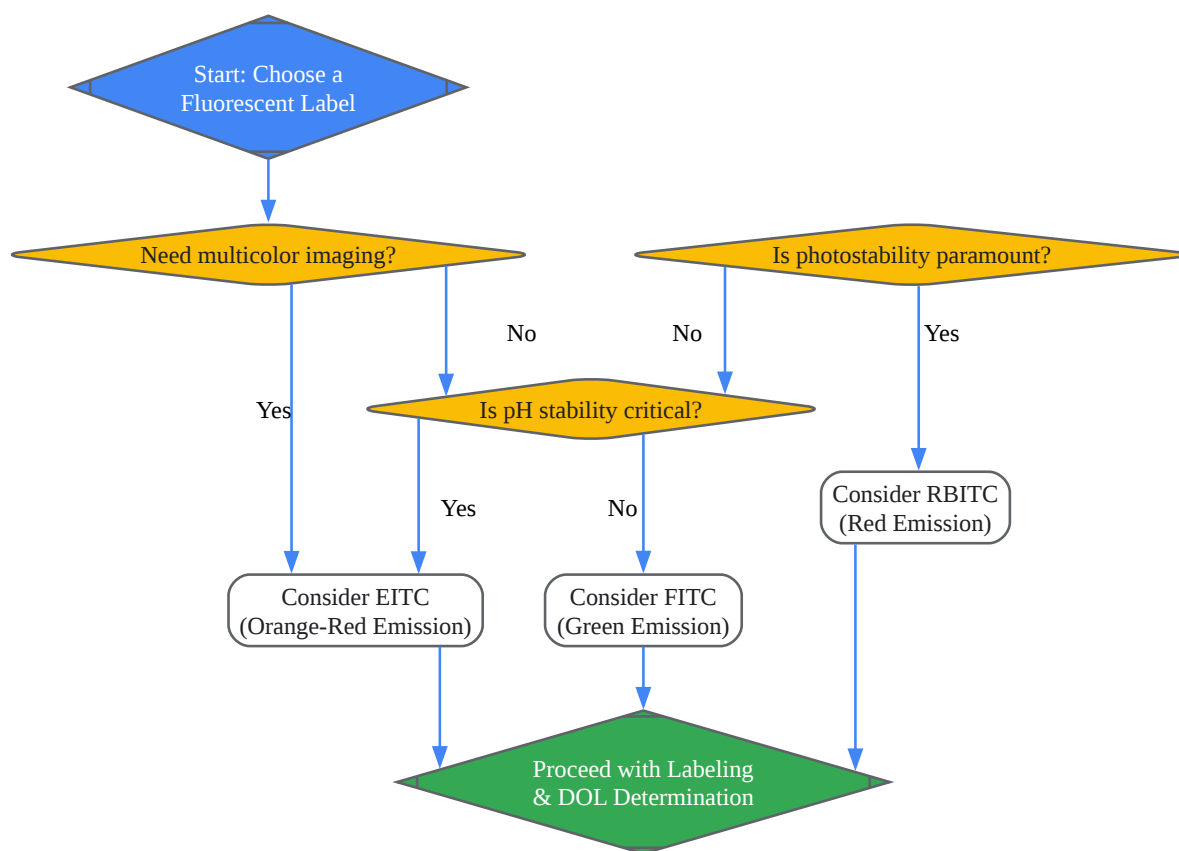 Start: Choose a
Fluorescent Label
Need multicolor imaging?
Is photostability paramount?
No
No
Yes
Yes
Is pH stability critical?
Yes
No
Consider RBITC
(Red Emission)
Consider EITC
(Orange-Red Emission)
Consider FITC
(Green Emission)
Proceed with Labeling
& DOL Determination